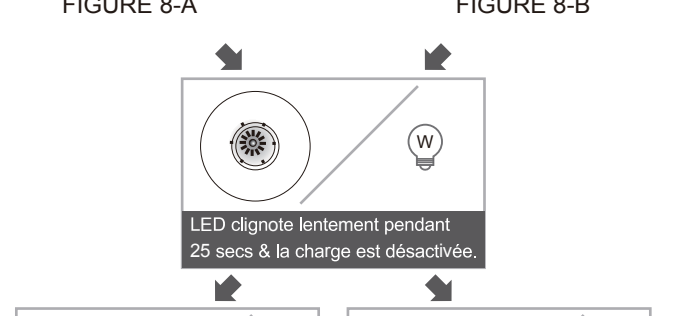 FIGURE 8-A FIGURE 8-B
W
LED clignote lentement pendant
25 secs & la charge est désactivée.